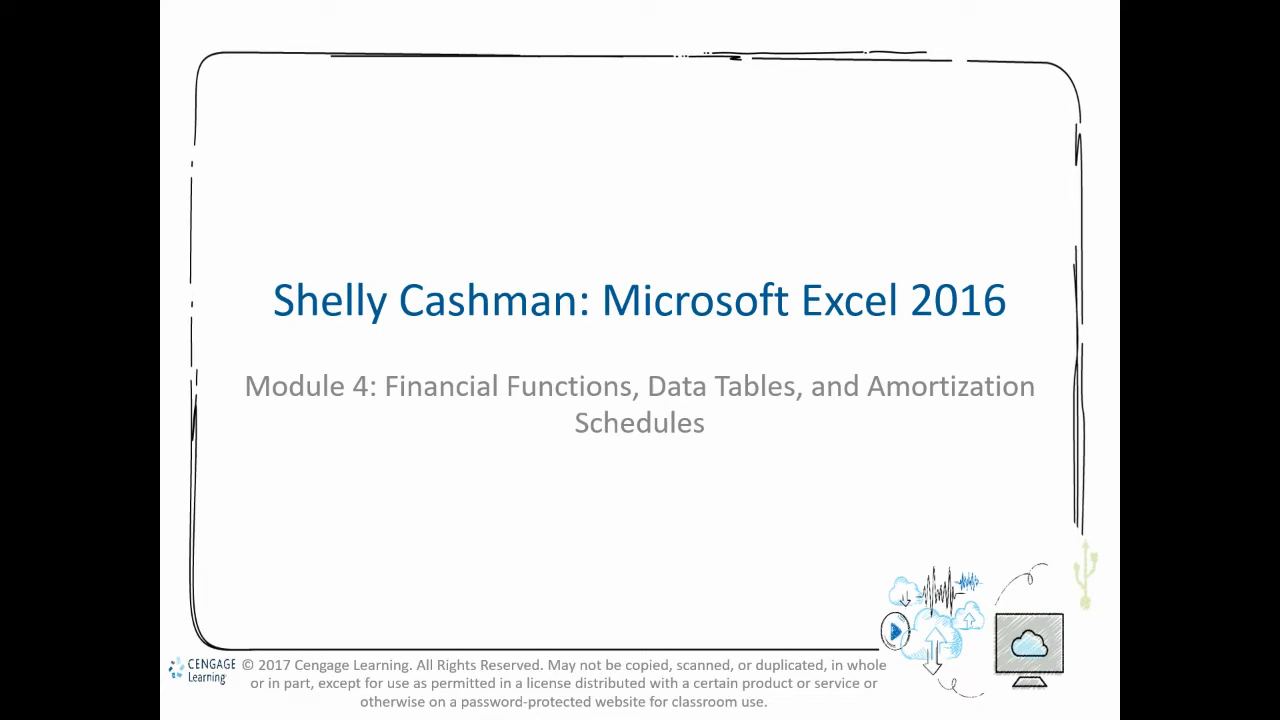 Shelly Cashman: Microsoft Excel 2016
Module 4: Financial Functions, Data Tables, and Amortization
Schedules
CENGAGE
Learning
© 2017 Cengage Learning. All Rights Reserved. May not be copied, scanned, or duplicated, in whole
or in part, except for use as permitted in a license distributed with a certain product or service or
otherwise on a password-protected website for classroom use.